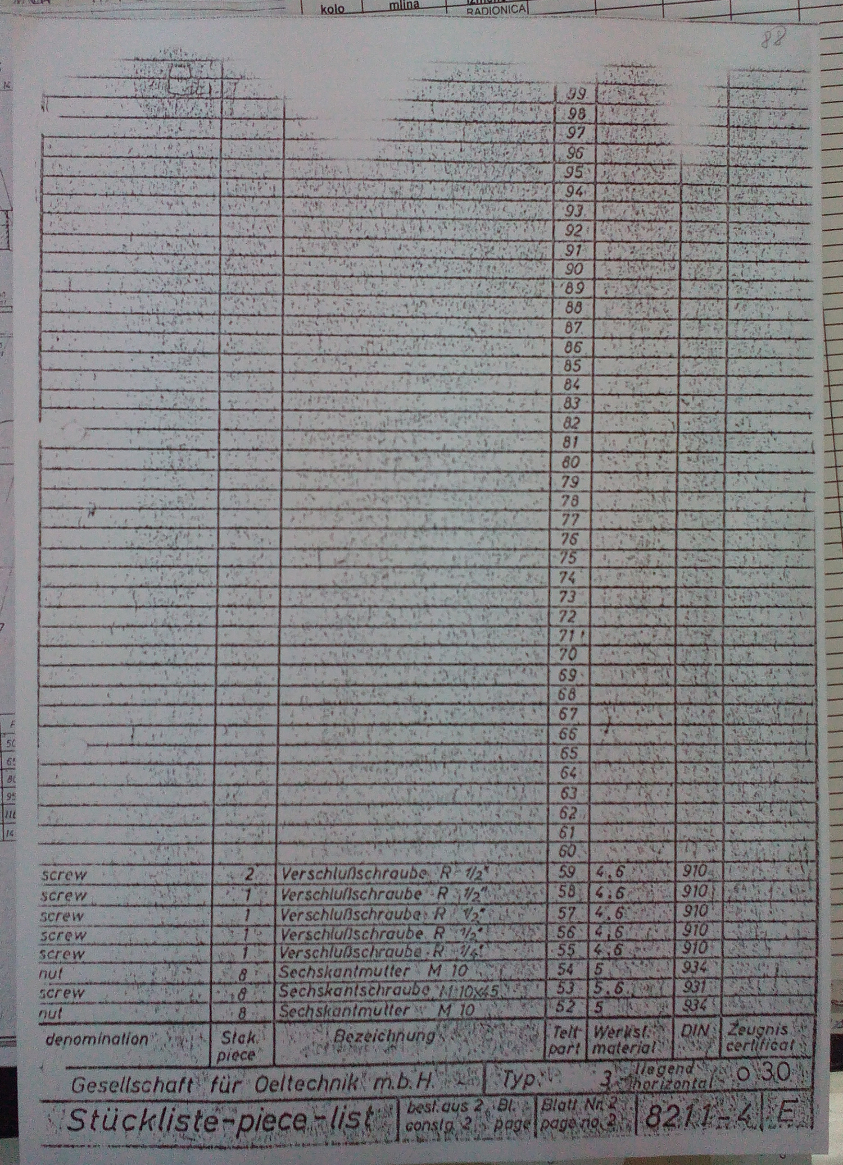 kolo mlina
RADIONICA
88
99
98
97
96
95
94
93
92
91
90
89
88
87
86
85
84
83
82
81
80
79
78
77
76
75
74
73
72
71
70
69
68
67
66
65
64
63
62
61
60
screw 2 Verschlußschraube R 1/2" 59 4.6 910
screw 1 Verschlußschraube R 1/2" 58 4.6 910
screw 1 Verschlußschraube R 1/2" 57 4.6 910
screw 1 Verschlußschraube R 1/2" 56 4.6 910
screw 1 Verschlußschraube R 1/4" 55 4.6 910
nut 8 Sechskantmutter M 10 54 5 934
screw 8 Sechskantschraube M 10x45 53 5.6 931
nut 8 Sechskantmutter M 10 52 5 934
denomination Stck. Bezeichnung Teil Werkst. DIN Zeugnis
piece part material certificat
Gesellschaft für Oeltechnik m.b.H. Typ. 3 liegend horizontal 030
Stückliste-piece-list best. aus 2 Bl. Blatt Nr. 2 8211-4 E
constg. 2 page page no. 2